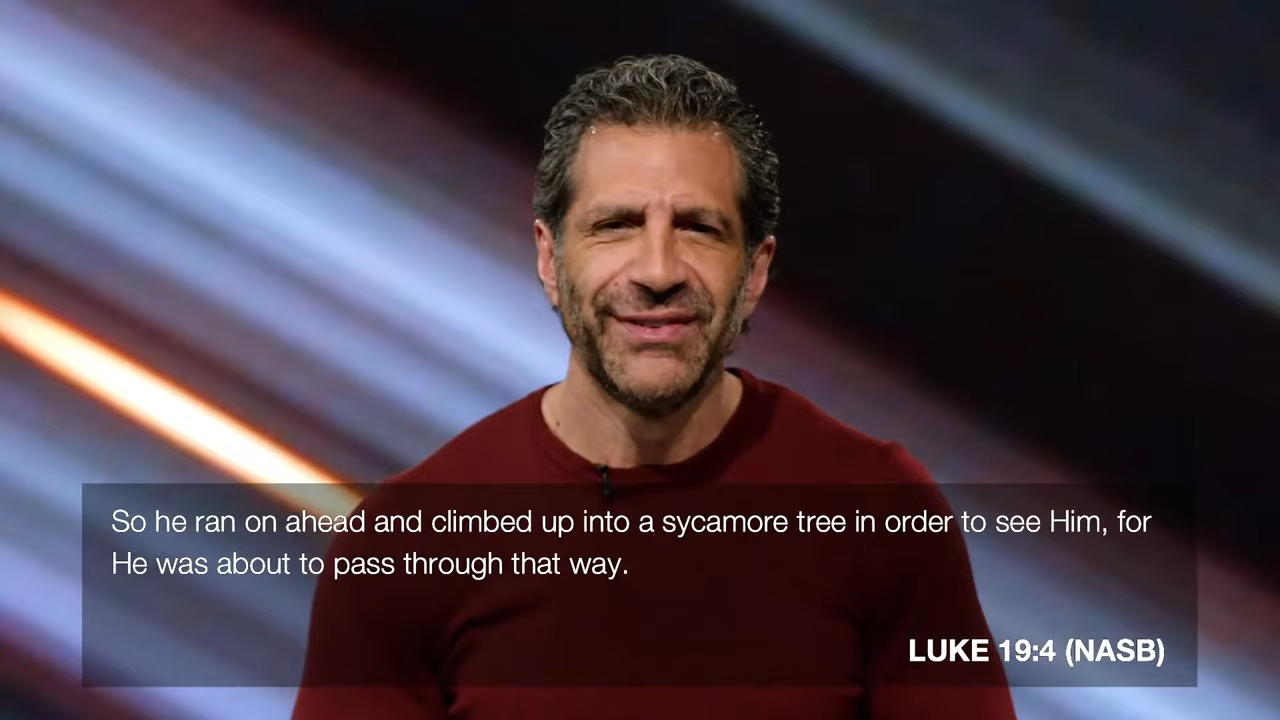 So he ran on ahead and climbed up into a sycamore tree in order to see Him, for
He was about to pass through that way.
LUKE 19:4 (NASB)